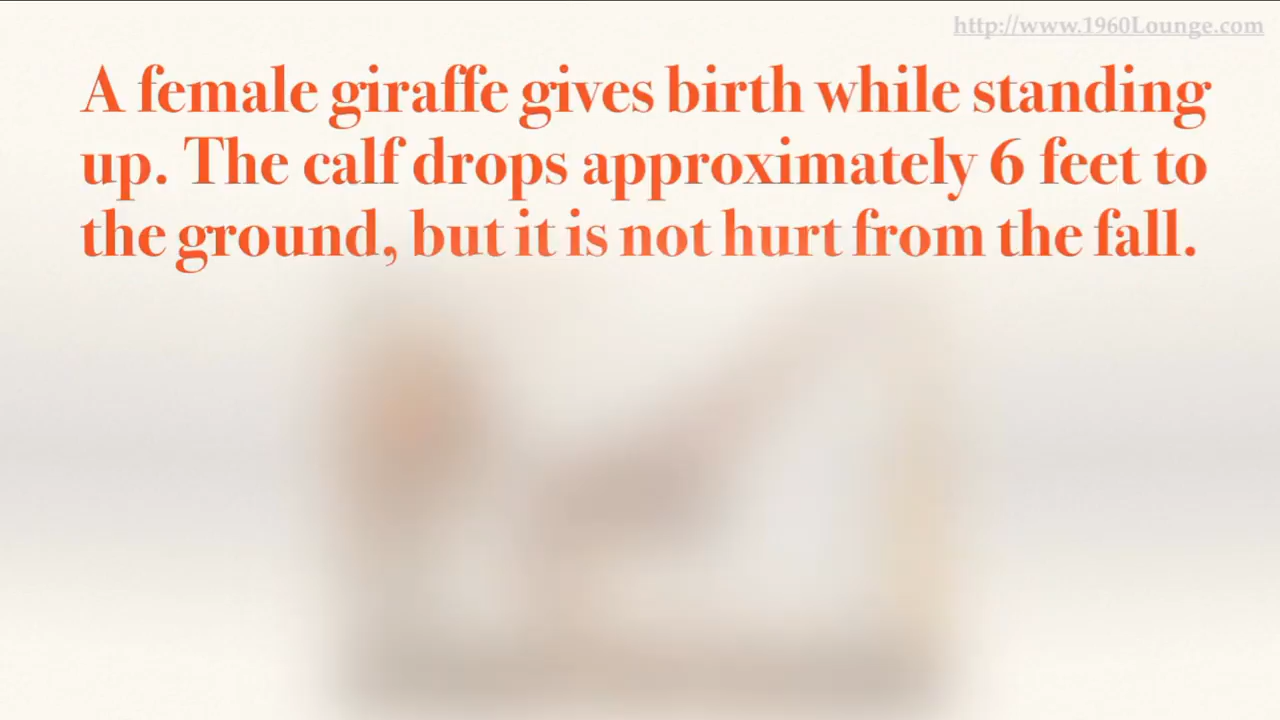 http://www.1960Lounge.com
A female giraffe gives birth while standing
up. The calf drops approximately 6 feet to
the ground, but it is not hurt from the fall.